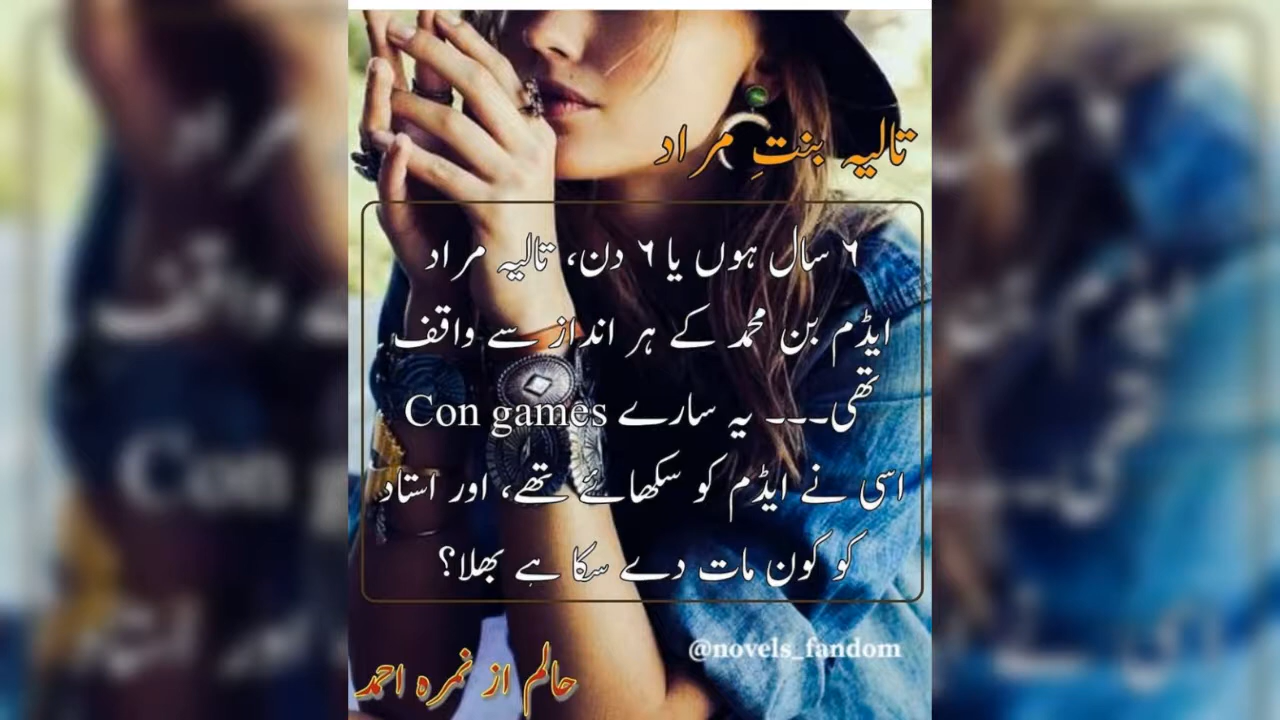 تالیہ بنتِ مراد
٦ سال ہوں یا ٦ دن، تالیہ مراد
ایڈم بن محمد کے ہر انداز سے واقف
تھی۔۔۔ یہ سارے Con games
اسی نے ایڈم کو سکھائے تھے، اور استاد
کو کون مات دے سکا ہے بھلا؟
@novels_fandom
حالم از نمرہ احمد